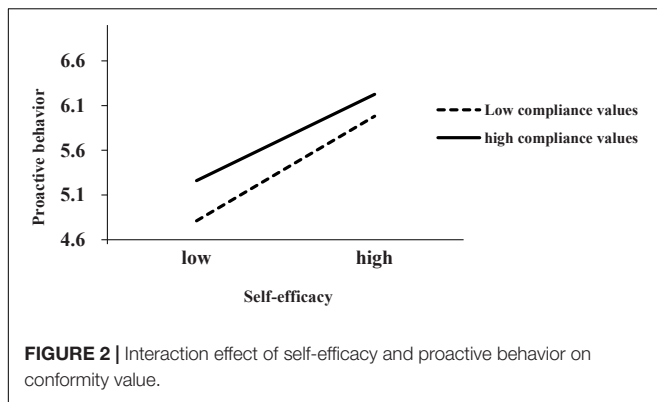 6.6
6.1
5.6
5.1
4.6
Proactive behavior
low high
Self-efficacy
Low compliance values
high compliance values
FIGURE 2 | Interaction effect of self-efficacy and proactive behavior on
conformity value.